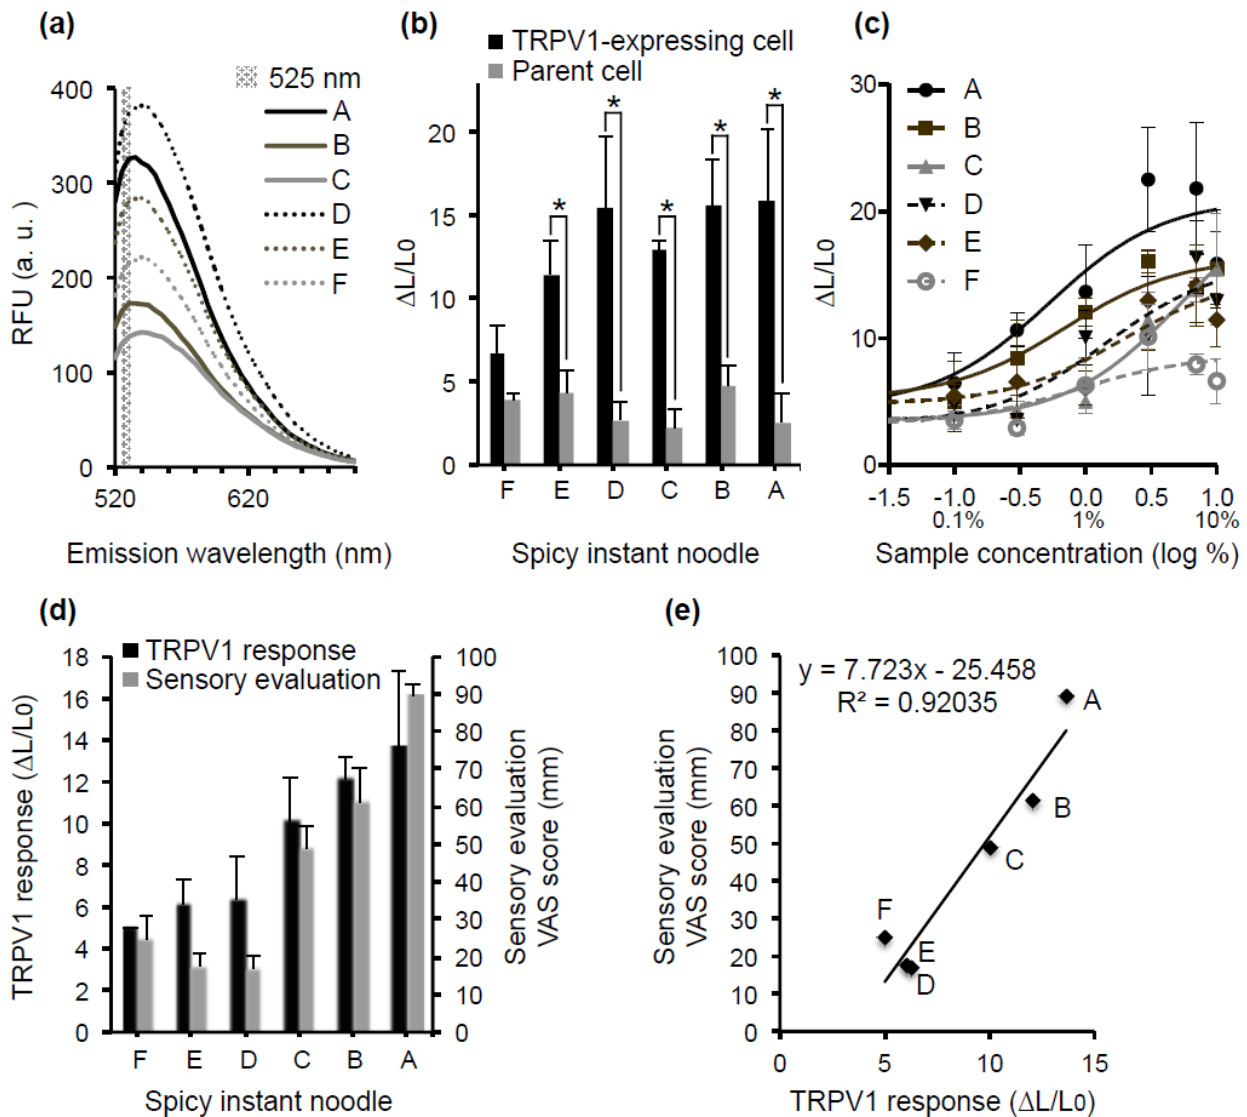 (a)
525 nm
A
B
C
D
E
F
400
300
200
100
0
520
620
RFU (a. u.)
Emission wavelength (nm)
(b)
TRPV1-expressing cell
Parent cell
20
15
10
5
0
ΔL/L0
*
*
*
*
*
F E D C B A
Spicy instant noodle
(c)
A
B
C
D
E
F
30
20
10
0
ΔL/L0
-1.5 -1.0 -0.5 0.0 0.5 1.0
0.1% 1% 10%
Sample concentration (log %)
(d)
TRPV1 response
Sensory evaluation
18
16
14
12
10
8
6
4
2
0
TRPV1 response (ΔL/L0)
100
90
80
70
60
50
40
30
20
10
0
Sensory evaluation
VAS score (mm)
F E D C B A
Spicy instant noodle
(e)
y = 7.723x - 25.458
R² = 0.92035
100
90
80
70
60
50
40
30
20
10
0
Sensory evaluation
VAS score (mm)
A
B
C
F
E
D
0 5 10 15
TRPV1 response (ΔL/L0)